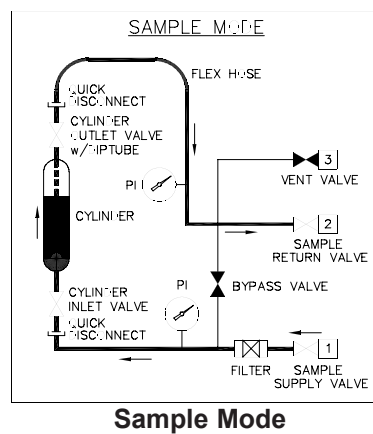 SAMPLE MODE
FLEX HOSE
QUICK
DISCONNECT
CYLINDER
OUTLET VALVE
w/DIPTUBE
PI
3
VENT VALVE
CYLINDER
2
SAMPLE
RETURN VALVE
PI
BYPASS VALVE
CYLINDER
INLET VALVE
QUICK
DISCONNECT
1
FILTER
SAMPLE
SUPPLY VALVE
Sample Mode